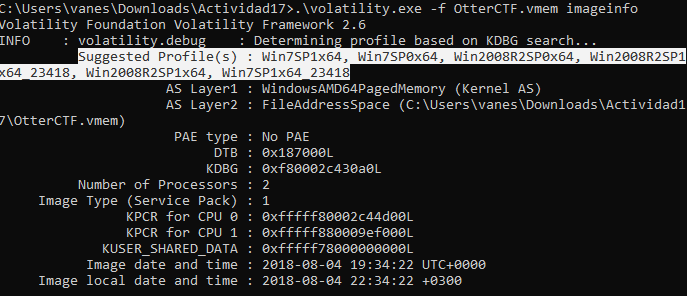 C:\Users\vanes\Downloads\Actividad17>.\volatility.exe -f OtterCTF.vmem imageinfo
Volatility Foundation Volatility Framework 2.6
INFO    : volatility.debug    : Determining profile based on KDBG search...
Suggested Profile(s) : Win7SP1x64, Win7SP0x64, Win2008R2SP0x64, Win2008R2SP1
x64_23418, Win2008R2SP1x64, Win7SP1x64_23418
AS Layer1 : WindowsAMD64PagedMemory (Kernel AS)
AS Layer2 : FileAddressSpace (C:\Users\vanes\Downloads\Actividad1
7\OtterCTF.vmem)
PAE type : No PAE
DTB : 0x187000L
KDBG : 0xf80002c430a0L
Number of Processors : 2
Image Type (Service Pack) : 1
KPCR for CPU 0 : 0xfffff80002c44d00L
KPCR for CPU 1 : 0xfffff880009ef000L
KUSER_SHARED_DATA : 0xfffff78000000000L
Image date and time : 2018-08-04 19:34:22 UTC+0000
Image local date and time : 2018-08-04 22:34:22 +0300